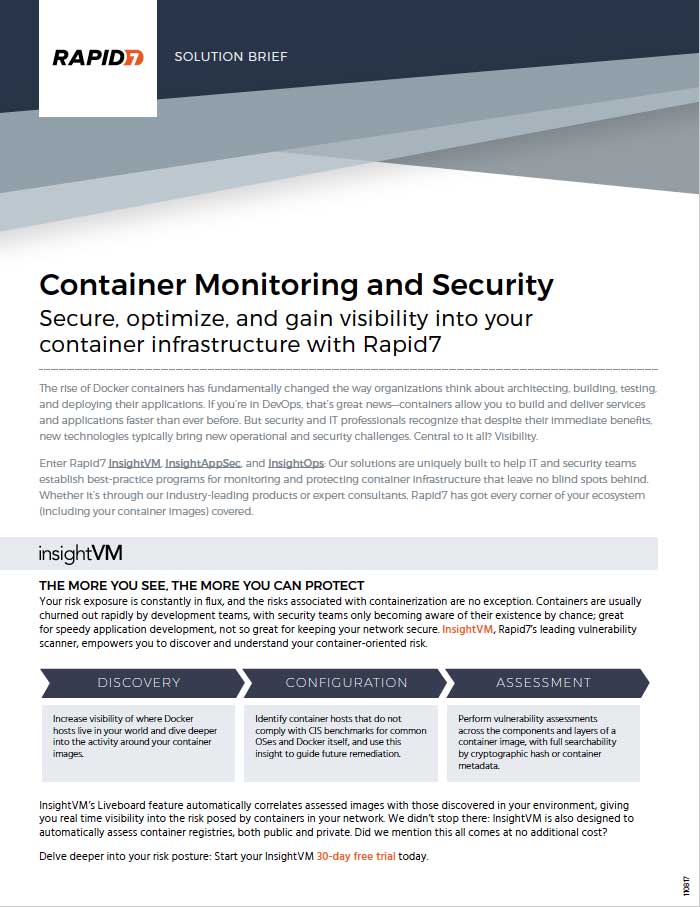 RAPID7
SOLUTION BRIEF
Container Monitoring and Security
Secure, optimize, and gain visibility into your
container infrastructure with Rapid7
The rise of Docker containers has fundamentally changed the way organizations think about architecting, building, testing,
and deploying their applications. If you're in DevOps, that's great news—containers allow you to build and deliver services
and applications faster than ever before. But security and IT professionals recognize that despite their immediate benefits,
new technologies typically bring new operational and security challenges. Central to it all? Visibility.
Enter Rapid7 InsightVM, InsightAppSec, and InsightOps. Our solutions are uniquely built to help IT and security teams
establish best-practice programs for monitoring and protecting container infrastructure that leave no blind spots behind.
Whether it's through our industry-leading products or expert consultants, Rapid7 has got every corner of your ecosystem
(including your container images) covered.
insightVM
THE MORE YOU SEE, THE MORE YOU CAN PROTECT
Your risk exposure is constantly in flux, and the risks associated with containerization are no exception. Containers are usually
churned out rapidly by development teams, with security teams only becoming aware of their existence by chance; great
for speedy application development, not so great for keeping your network secure. InsightVM, Rapid7's leading vulnerability
scanner, empowers you to discover and understand your container-oriented risk.
DISCOVERY
Increase visibility of where Docker
hosts live in your world and dive deeper
into the activity around your container
images.
CONFIGURATION
Identify container hosts that do not
comply with CIS benchmarks for common
OSes and Docker itself, and use this
insight to guide future remediation.
ASSESSMENT
Perform vulnerability assessments
across the components and layers of a
container image, with full searchability
by cryptographic hash or container
metadata.
InsightVM's Liveboard feature automatically correlates assessed images with those discovered in your environment, giving
you real time visibility into the risk posed by containers in your network. We didn't stop there: InsightVM is also designed to
automatically assess container registries, both public and private. Did we mention this all comes at no additional cost?
Delve deeper into your risk posture: Start your InsightVM 30-day free trial today.
110817